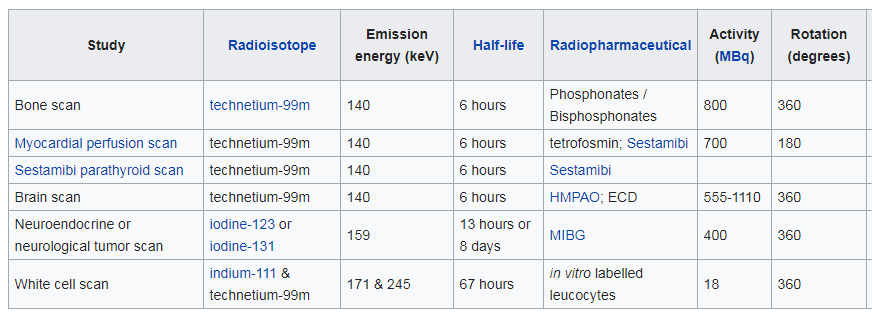 Study Radioisotope Emission energy (keV) Half-life Radiopharmaceutical Activity (MBq) Rotation (degrees)
Bone scan technetium-99m 140 6 hours Phosphonates / Bisphosphonates 800 360
Myocardial perfusion scan technetium-99m 140 6 hours tetrofosmin; Sestamibi 700 180
Sestamibi parathyroid scan technetium-99m 140 6 hours Sestamibi
Brain scan technetium-99m 140 6 hours HMPAO; ECD 555-1110 360
Neuroendocrine or neurological tumor scan iodine-123 or iodine-131 159 13 hours or 8 days MIBG 400 360
White cell scan indium-111 & technetium-99m 171 & 245 67 hours in vitro labelled leucocytes 18 360